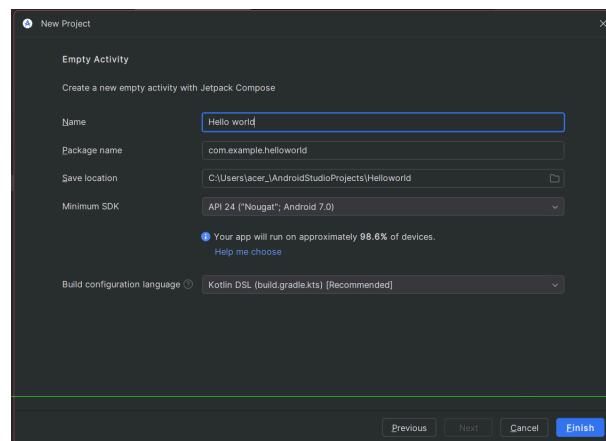 New Project
Empty Activity
Create a new empty activity with Jetpack Compose
Name Hello world
Package name com.example.helloworld
Save location C:\Users\acer_\AndroidStudioProjects\Helloworld
Minimum SDK API 24 ("Nougat"; Android 7.0)
Your app will run on approximately 98.6% of devices.
Help me choose
Build configuration language Kotlin DSL (build.gradle.kts) [Recommended]
Previous Next Cancel Finish